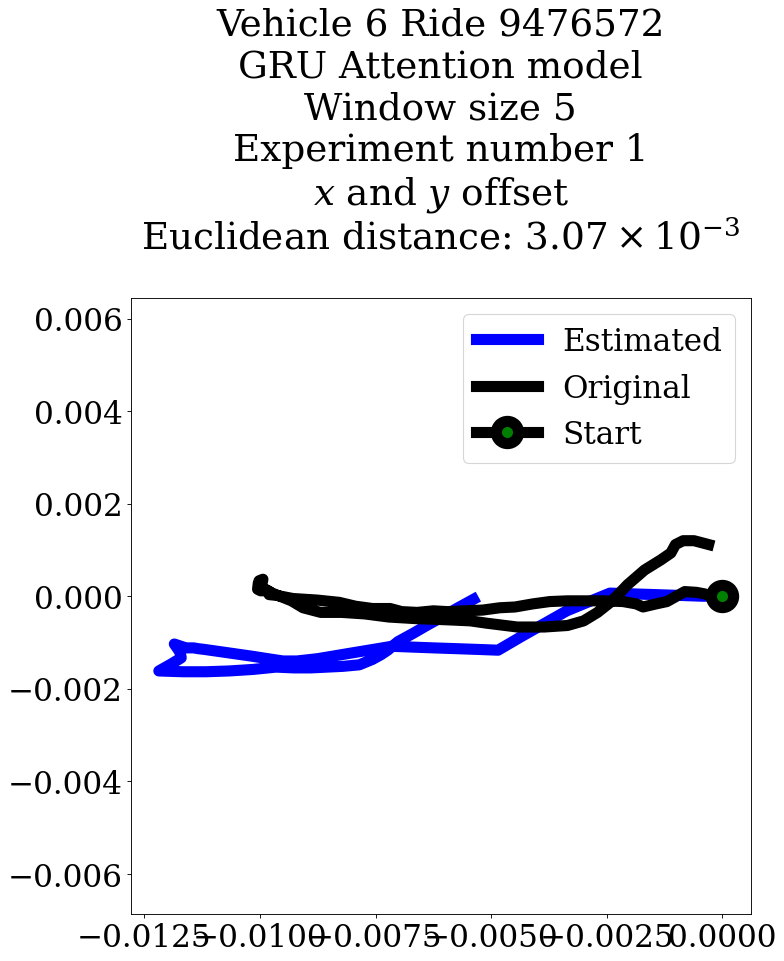 Vehicle 6 Ride 9476572
GRU Attention model
Window size 5
Experiment number 1
x and y offset
Euclidean distance: 3.07 × 10⁻³
Estimated
Original
Start
0.006
0.004
0.002
0.000
−0.002
−0.004
−0.006
−0.0125 −0.0100 −0.0075 −0.0050 −0.0025 0.0000